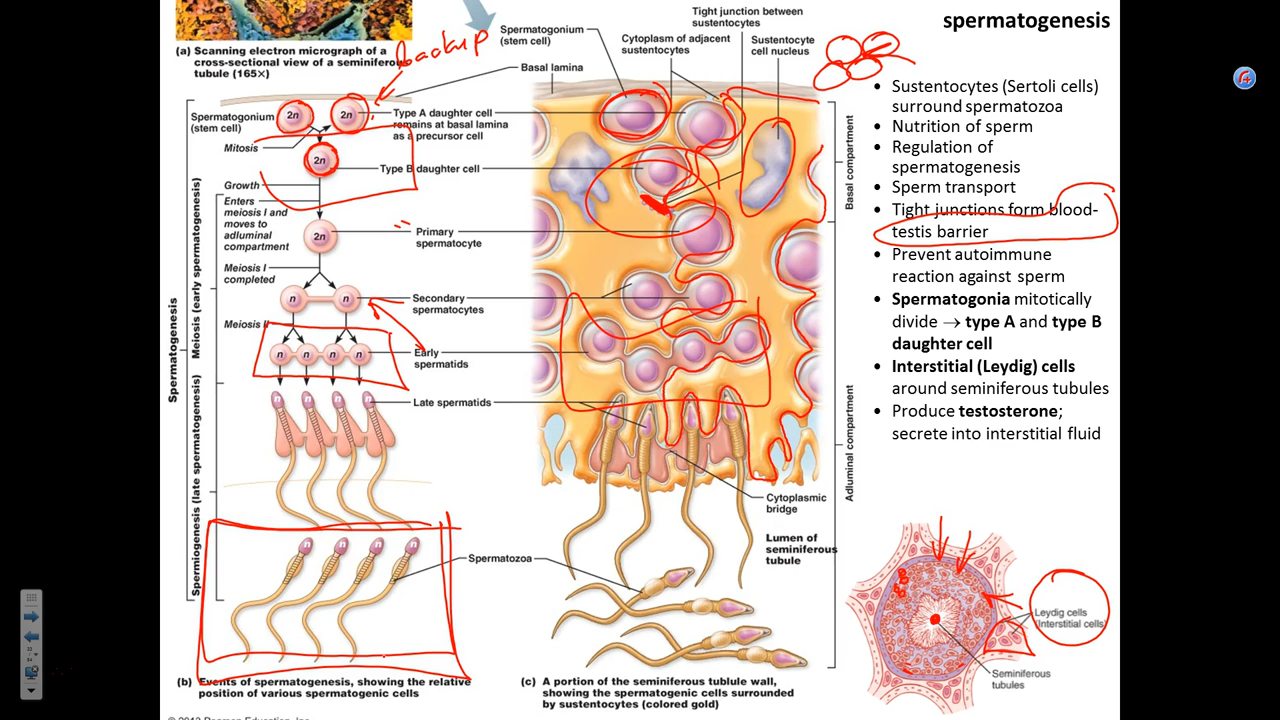 spermatogenesis
(a) Scanning electron micrograph of a
cross-sectional view of a seminiferous
tubule (165×)
backup
Spermatogonium
(stem cell)
Basal lamina
Tight junction between
sustentocytes
Cytoplasm of adjacent
sustentocytes
Sustentocyte
cell nucleus
Spermatogonium
(stem cell)
2n
2n
Type A daughter cell
remains at basal lamina
as a precursor cell
Mitosis
2n
Type B daughter cell
Growth
Enters
meiosis I and
moves to
adluminal
compartment
2n
Primary
spermatocyte
Meiosis I
completed
n
n
Secondary
spermatocytes
Meiosis II
n
n
n
n
Early
spermatids
n
n
n
n
Late spermatids
n
n
n
n
Spermatozoa
Spermatogenesis
Meiosis (early spermatogenesis)
Spermiogenesis (late spermatogenesis)
Basal compartment
Adluminal compartment
Cytoplasmic
bridge
Lumen of
seminiferous
tubule
(b) Events of spermatogenesis, showing the relative
position of various spermatogenic cells
(c) A portion of the seminiferous tubule wall,
showing the spermatogenic cells surrounded
by sustentocytes (colored gold)
• Sustentocytes (Sertoli cells)
surround spermatozoa
• Nutrition of sperm
• Regulation of
spermatogenesis
• Sperm transport
• Tight junctions form blood-
testis barrier
• Prevent autoimmune
reaction against sperm
• Spermatogonia mitotically
divide → type A and type B
daughter cell
• Interstitial (Leydig) cells
around seminiferous tubules
• Produce testosterone;
secrete into interstitial fluid
Leydig cells
(Interstitial cells)
Seminiferous
tubules